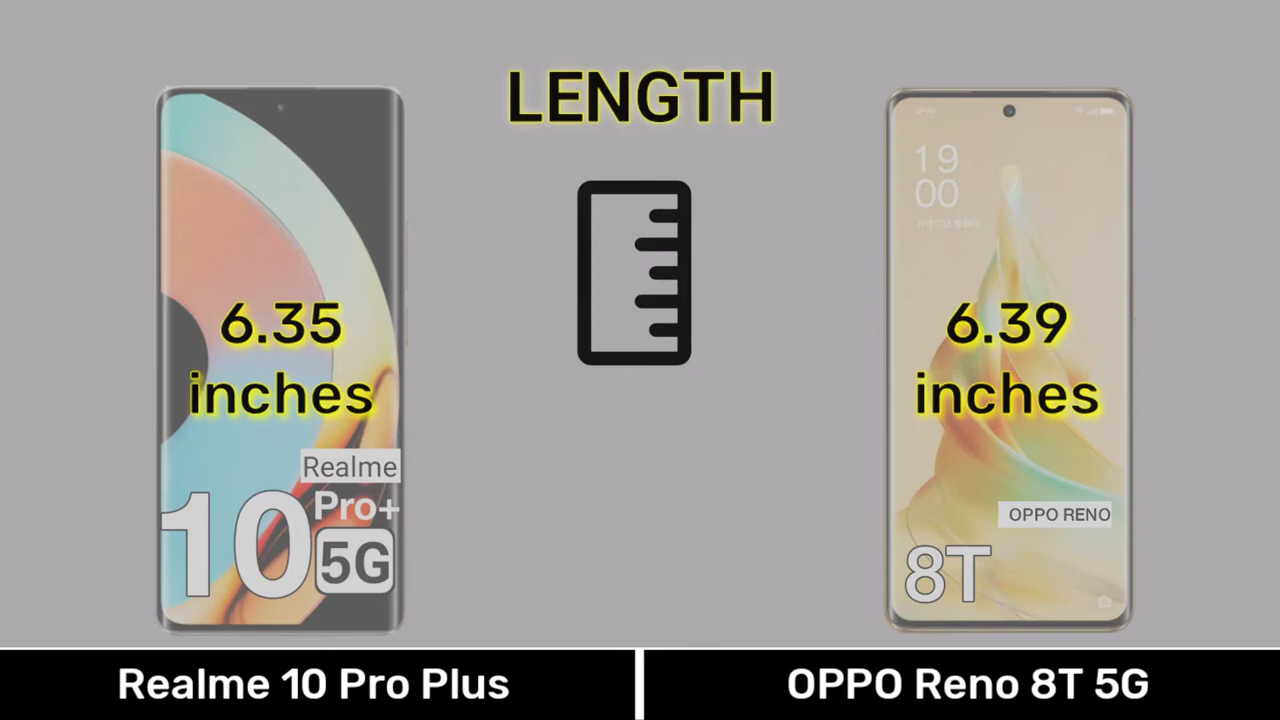 LENGTH
OPPO
19
00
6.35
inches
6.39
inches
Realme
10 Pro+
5G
OPPO RENO
8T
Realme 10 Pro Plus
OPPO Reno 8T 5G